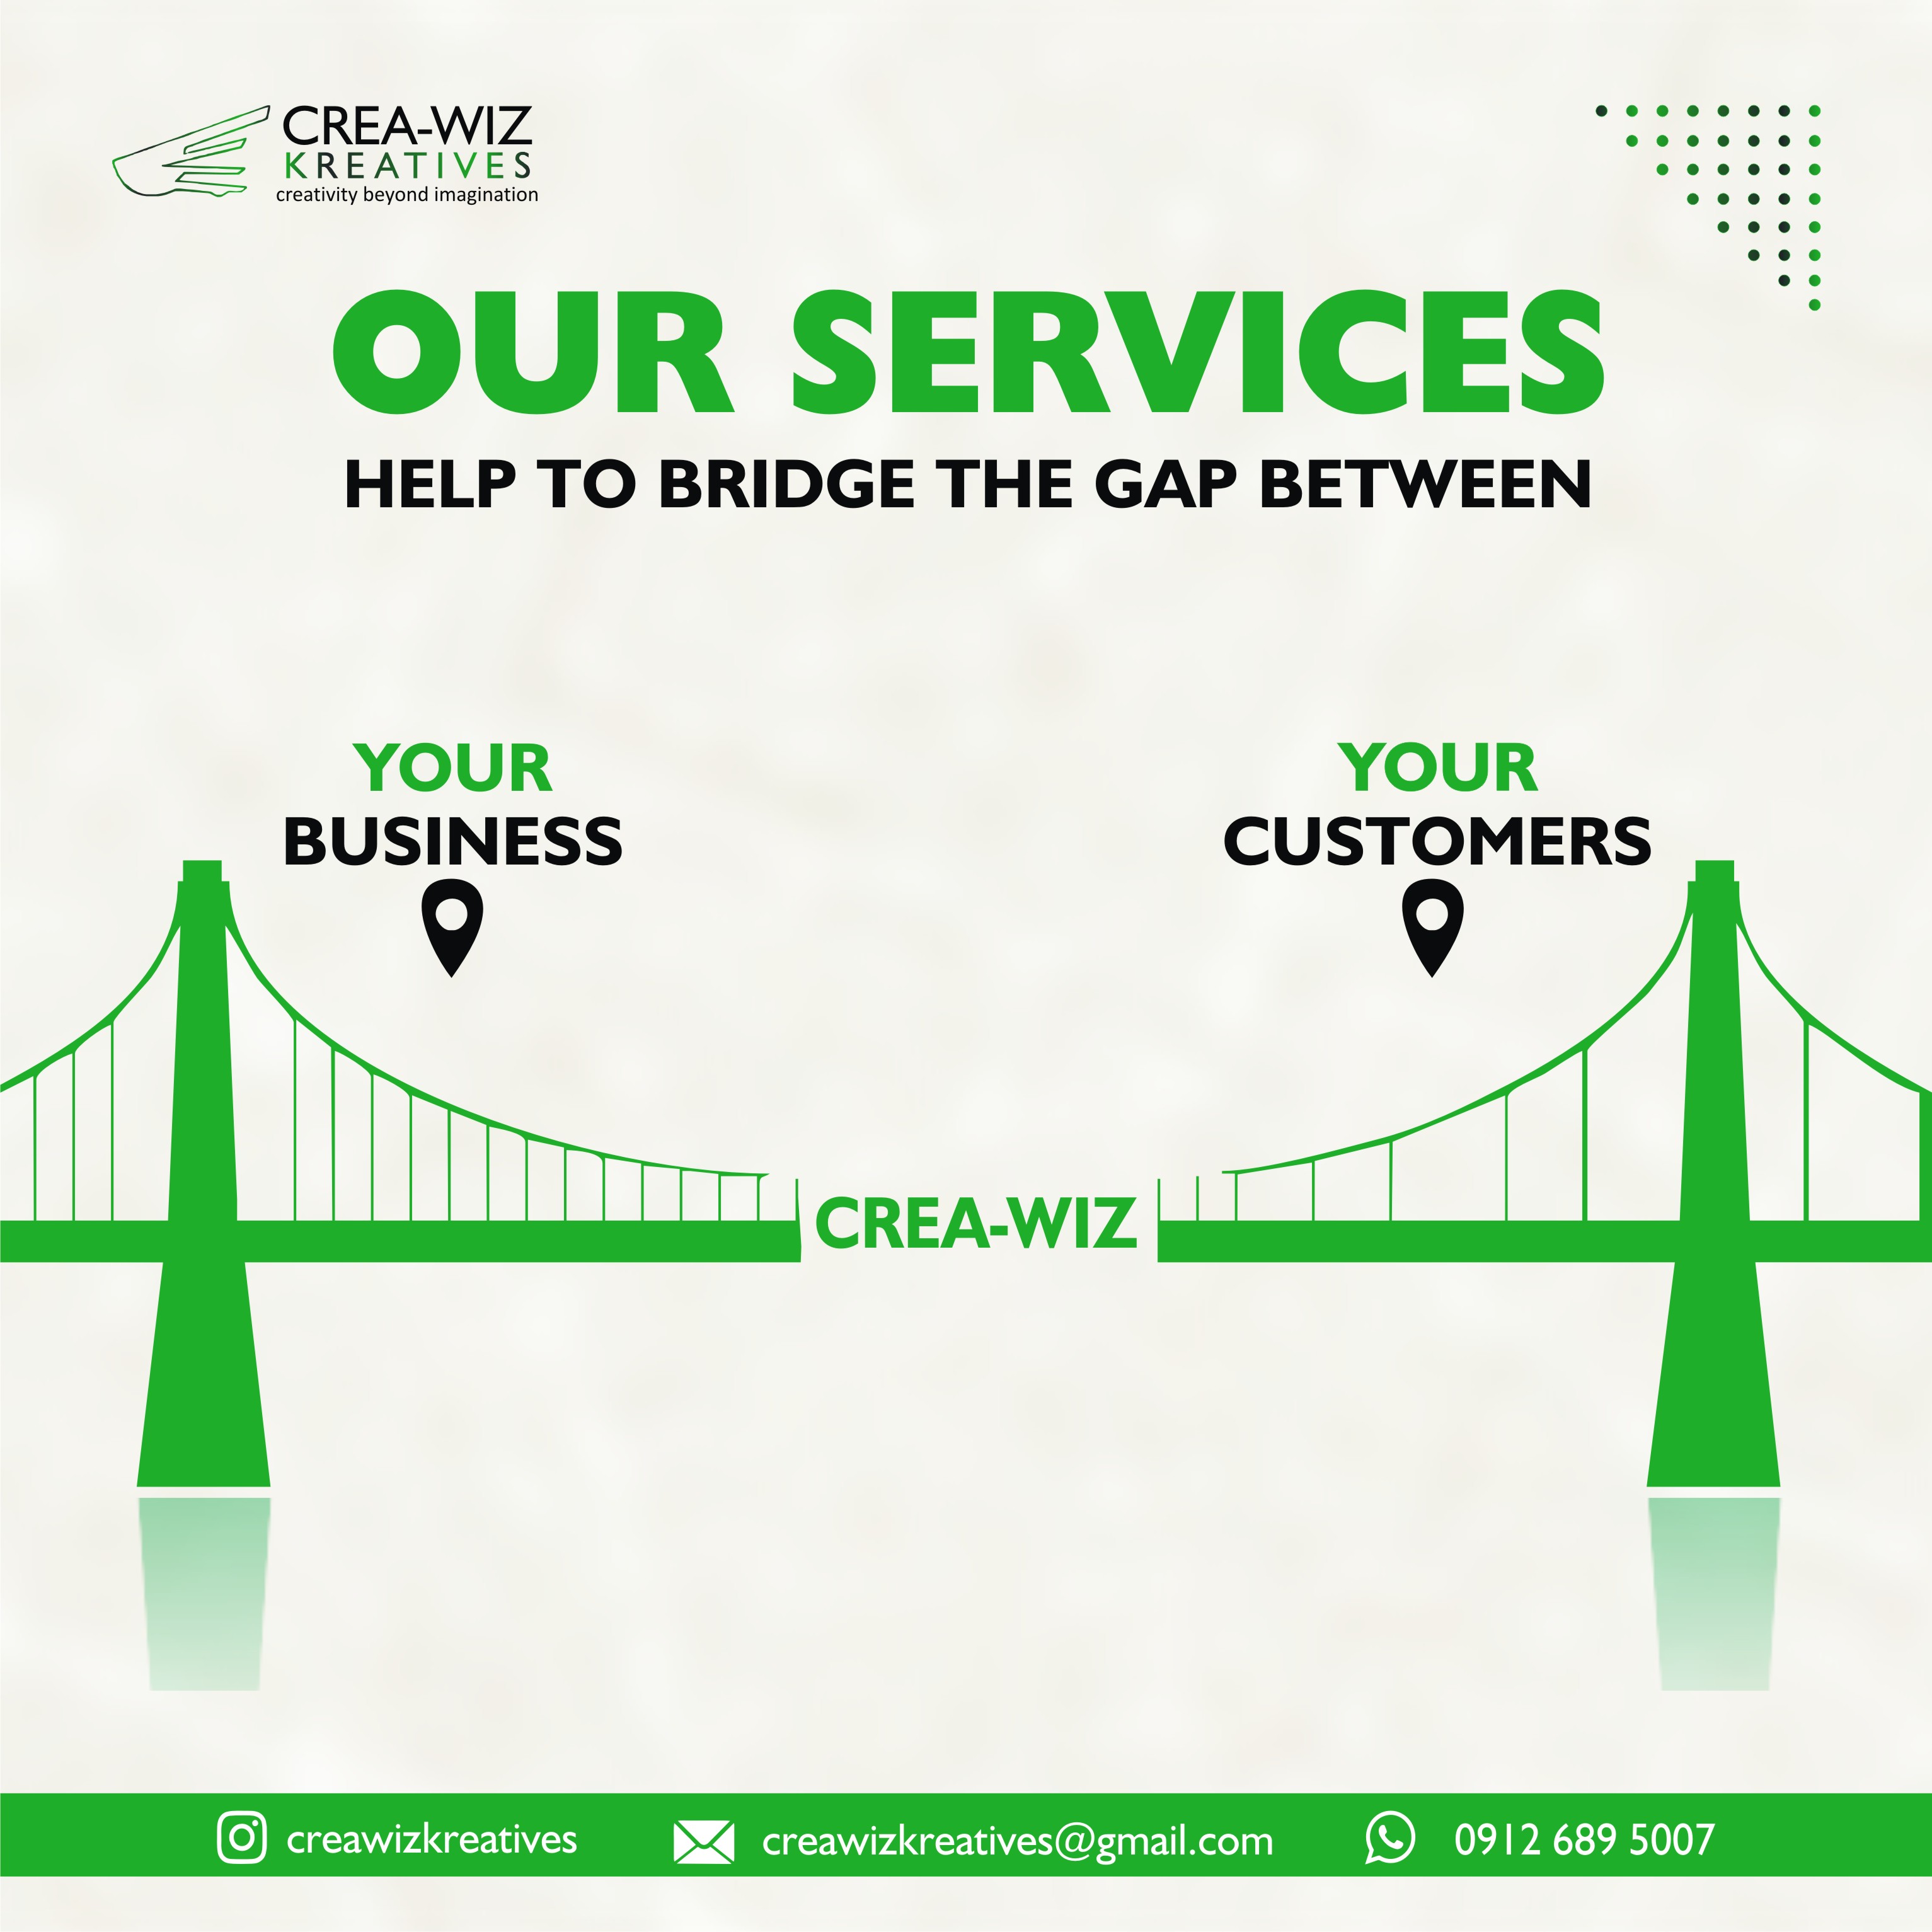 CREA-WIZ
KREATIVES
creativity beyond imagination
OUR SERVICES
HELP TO BRIDGE THE GAP BETWEEN
YOUR
BUSINESS
YOUR
CUSTOMERS
CREA-WIZ
creawizkreatives
creawizkreatives@gmail.com
0912 689 5007